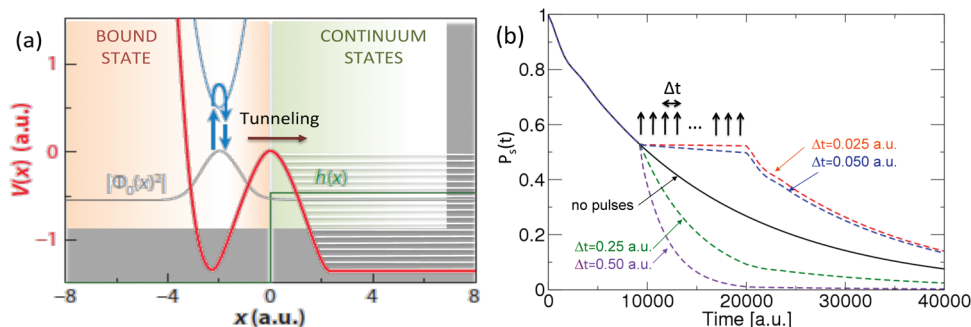 (a)
BOUND
STATE
CONTINUUM
STATES
Tunneling
|Φ₀(x)²|
h(x)
V(x) (a.u.)
1
0
−1
−8
−4
0
4
8
x (a.u.)
(b)
Pₛ(t)
1
0.8
0.6
0.4
0.2
0
Δt
...
Δt=0.025 a.u.
Δt=0.050 a.u.
no pulses
Δt=0.25 a.u.
Δt=0.50 a.u.
0
10000
20000
30000
40000
Time [a.u.]